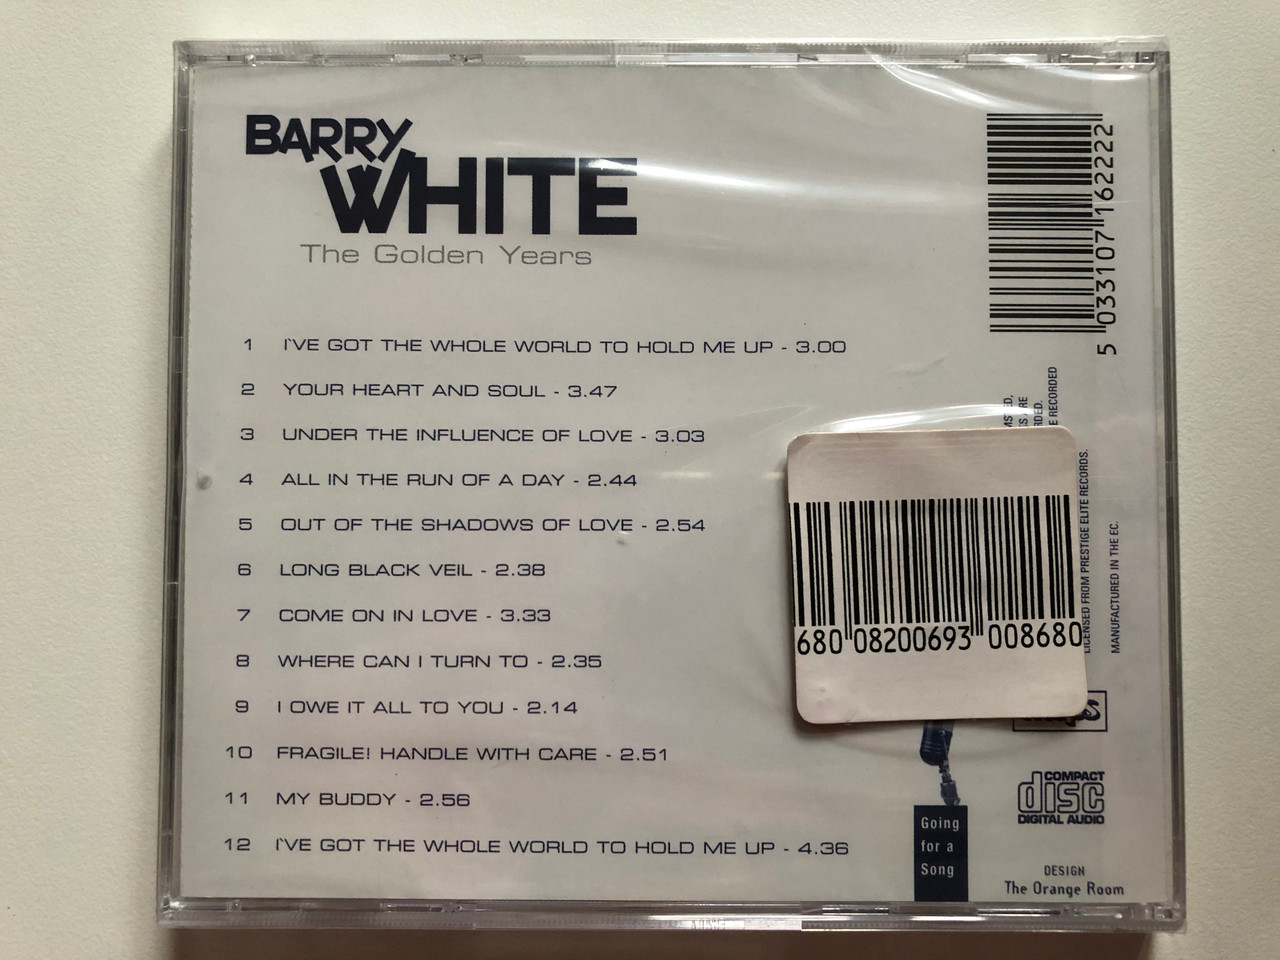 BARRY
WHITE
The Golden Years
1 I'VE GOT THE WHOLE WORLD TO HOLD ME UP - 3.00
2 YOUR HEART AND SOUL - 3.47
3 UNDER THE INFLUENCE OF LOVE - 3.03
4 ALL IN THE RUN OF A DAY - 2.44
5 OUT OF THE SHADOWS OF LOVE - 2.54
6 LONG BLACK VEIL - 2.38
7 COME ON IN LOVE - 3.33
8 WHERE CAN I TURN TO - 2.35
9 I OWE IT ALL TO YOU - 2.14
10 FRAGILE! HANDLE WITH CARE - 2.51
11 MY BUDDY - 2.56
12 I'VE GOT THE WHOLE WORLD TO HOLD ME UP - 4.36
5 033107 162222
RECORDED
LICENSED FROM PRESTIGE ELITE RECORDS.
MANUFACTURED IN THE EC.
680 08200693 008680
COMPACT
disc
DIGITAL AUDIO
Going
for a
Song
DESIGN
The Orange Room